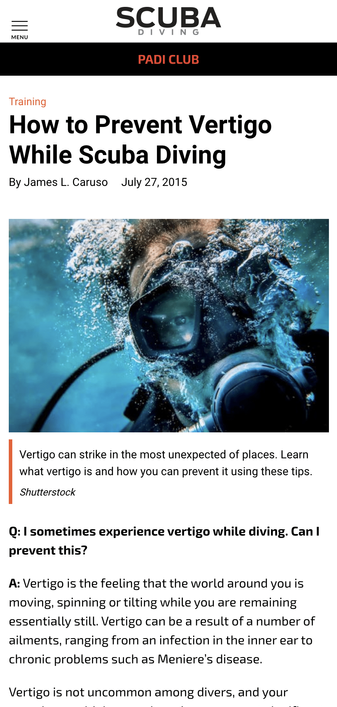 SCUBA
DIVING
MENU
PADI CLUB
Training
How to Prevent Vertigo
While Scuba Diving
By James L. Caruso July 27, 2015
Vertigo can strike in the most unexpected of places. Learn
what vertigo is and how you can prevent it using these tips.
Shutterstock
Q: I sometimes experience vertigo while diving. Can I
prevent this?
A: Vertigo is the feeling that the world around you is
moving, spinning or tilting while you are remaining
essentially still. Vertigo can be a result of a number of
ailments, ranging from an infection in the inner ear to
chronic problems such as Meniere's disease.
Vertigo is not uncommon among divers, and your